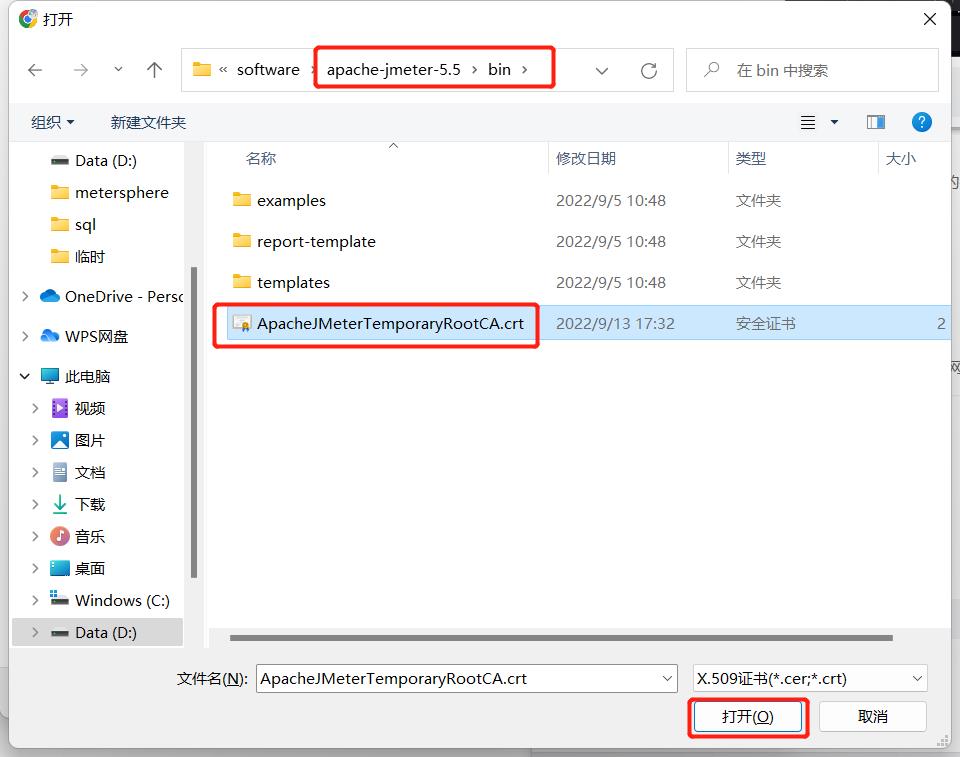 打开
« software › apache-jmeter-5.5 › bin ›
在 bin 中搜索
组织
新建文件夹
?
Data (D:)
metersphere
sql
临时
OneDrive - Persc
WPS网盘
此电脑
视频
图片
文档
下载
音乐
桌面
Windows (C:)
Data (D:)
名称 修改日期 类型 大小
examples 2022/9/5 10:48 文件夹
report-template 2022/9/5 10:48 文件夹
templates 2022/9/5 10:48 文件夹
ApacheJMeterTemporaryRootCA.crt 2022/9/13 17:32 安全证书 2
文件名(N): ApacheJMeterTemporaryRootCA.crt X.509证书(*.cer;*.crt)
打开(O) 取消